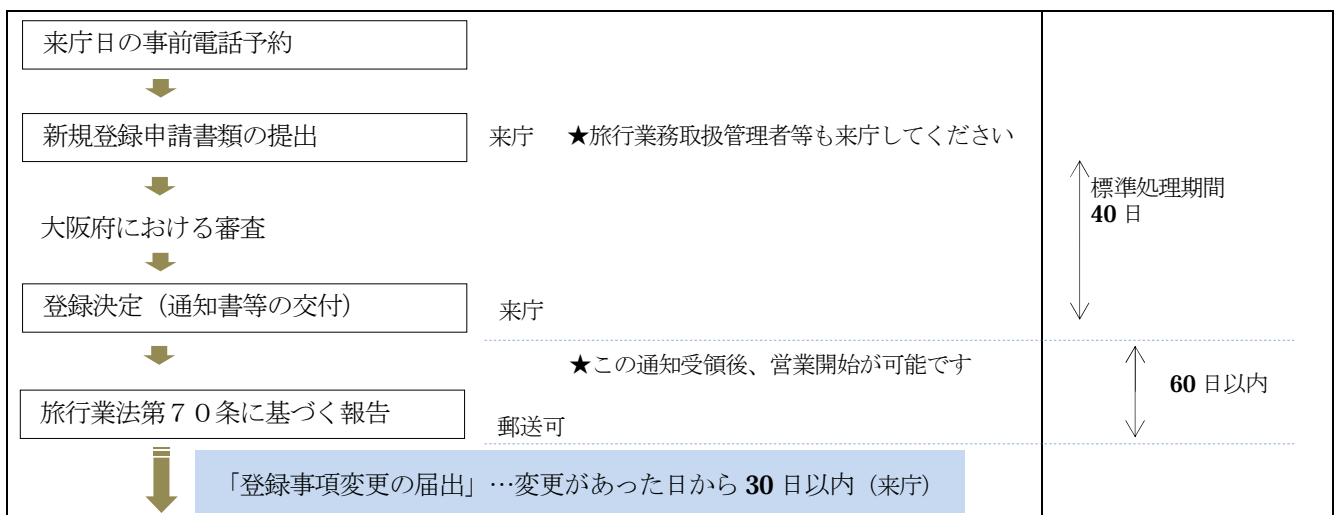 来庁日の事前電話予約
新規登録申請書類の提出 来庁 ★旅行業務取扱管理者等も来庁してください
標準処理期間
40 日
大阪府における審査
登録決定（通知書等の交付） 来庁
★この通知受領後、営業開始が可能です
60 日以内
旅行業法第７０条に基づく報告 郵送可
「登録事項変更の届出」…変更があった日から 30 日以内（来庁）